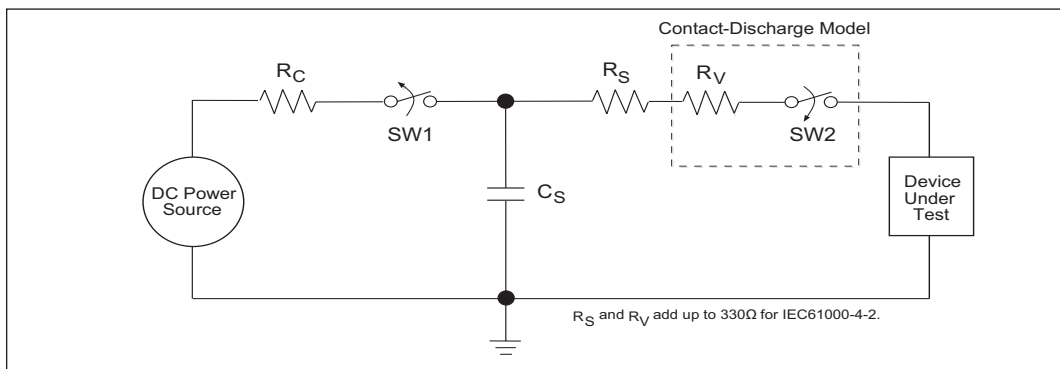 Contact-Discharge Model
RC
RS
RV
SW1
SW2
DC Power
Source
CS
Device
Under
Test
RS and RV add up to 330Ω for IEC61000-4-2.